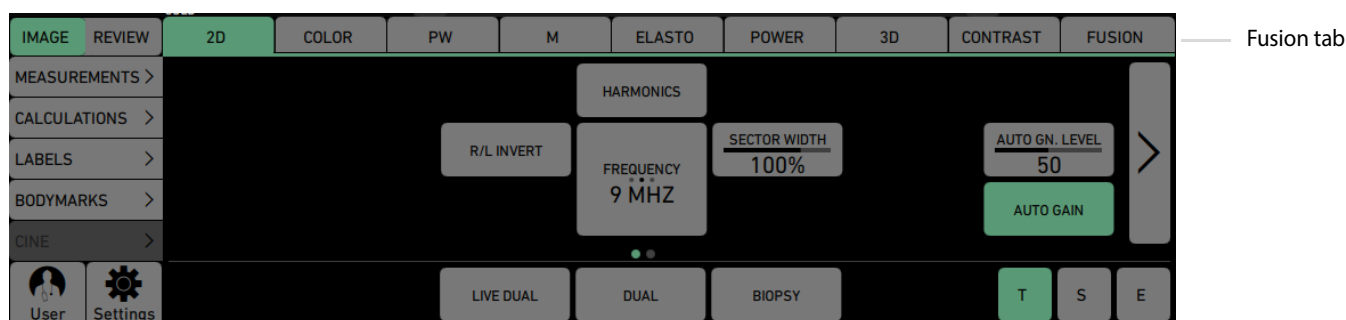 IMAGE REVIEW 2D COLOR PW M ELASTO POWER 3D CONTRAST FUSION Fusion tab
MEASUREMENTS >
HARMONICS
CALCULATIONS >
R/L INVERT SECTOR WIDTH AUTO GN. LEVEL
LABELS > FREQUENCY 100% 50
BODYMARKS > 9 MHZ AUTO GAIN
CINE >
LIVE DUAL DUAL BIOPSY T S E
User Settings